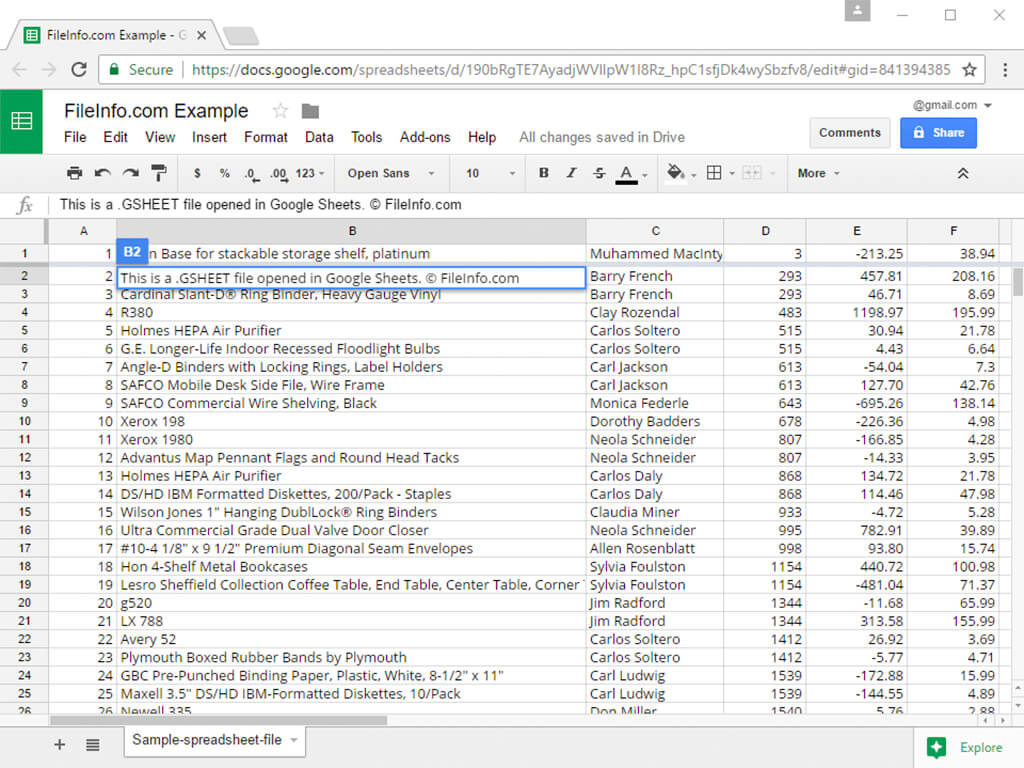 FileInfo.com Example - G
Secure https://docs.google.com/spreadsheets/d/190bRgTE7AyadjWVllpW1I8Rz_hpC1sfjDk4wySbzfv8/edit#gid=841394385
FileInfo.com Example
@gmail.com
File Edit View Insert Format Data Tools Add-ons Help All changes saved in Drive
Comments Share
$ % .0 .00 123 Open Sans 10 B I S A More
fx This is a .GSHEET file opened in Google Sheets. © FileInfo.com
A B C D E F
B2
1 1 n Base for stackable storage shelf, platinum Muhammed MacInty 3 -213.25 38.94
2 2 This is a .GSHEET file opened in Google Sheets. © FileInfo.com Barry French 293 457.81 208.16
3 3 Cardinal Slant-D® Ring Binder, Heavy Gauge Vinyl Barry French 293 46.71 8.69
4 4 R380 Clay Rozendal 483 1198.97 195.99
5 5 Holmes HEPA Air Purifier Carlos Soltero 515 30.94 21.78
6 6 G.E. Longer-Life Indoor Recessed Floodlight Bulbs Carlos Soltero 515 4.43 6.64
7 7 Angle-D Binders with Locking Rings, Label Holders Carl Jackson 613 -54.04 7.3
8 8 SAFCO Mobile Desk Side File, Wire Frame Carl Jackson 613 127.70 42.76
9 9 SAFCO Commercial Wire Shelving, Black Monica Federle 643 -695.26 138.14
10 10 Xerox 198 Dorothy Badders 678 -226.36 4.98
11 11 Xerox 1980 Neola Schneider 807 -166.85 4.28
12 12 Advantus Map Pennant Flags and Round Head Tacks Neola Schneider 807 -14.33 3.95
13 13 Holmes HEPA Air Purifier Carlos Daly 868 134.72 21.78
14 14 DS/HD IBM Formatted Diskettes, 200/Pack - Staples Carlos Daly 868 114.46 47.98
15 15 Wilson Jones 1" Hanging DublLock® Ring Binders Claudia Miner 933 -4.72 5.28
16 16 Ultra Commercial Grade Dual Valve Door Closer Neola Schneider 995 782.91 39.89
17 17 #10-4 1/8" x 9 1/2" Premium Diagonal Seam Envelopes Allen Rosenblatt 998 93.80 15.74
18 18 Hon 4-Shelf Metal Bookcases Sylvia Foulston 1154 440.72 100.98
19 19 Lesro Sheffield Collection Coffee Table, End Table, Center Table, Corner Sylvia Foulston 1154 -481.04 71.37
20 20 g520 Jim Radford 1344 -11.68 65.99
21 21 LX 788 Jim Radford 1344 313.58 155.99
22 22 Avery 52 Carlos Soltero 1412 26.92 3.69
23 23 Plymouth Boxed Rubber Bands by Plymouth Carlos Soltero 1412 -5.77 4.71
24 24 GBC Pre-Punched Binding Paper, Plastic, White, 8-1/2" x 11" Carl Ludwig 1539 -172.88 15.99
25 25 Maxell 3.5" DS/HD IBM-Formatted Diskettes, 10/Pack Carl Ludwig 1539 -144.55 4.89
26 26 Newell 335 Don Miller 1540 5.76 2.88
Sample-spreadsheet-file
Explore